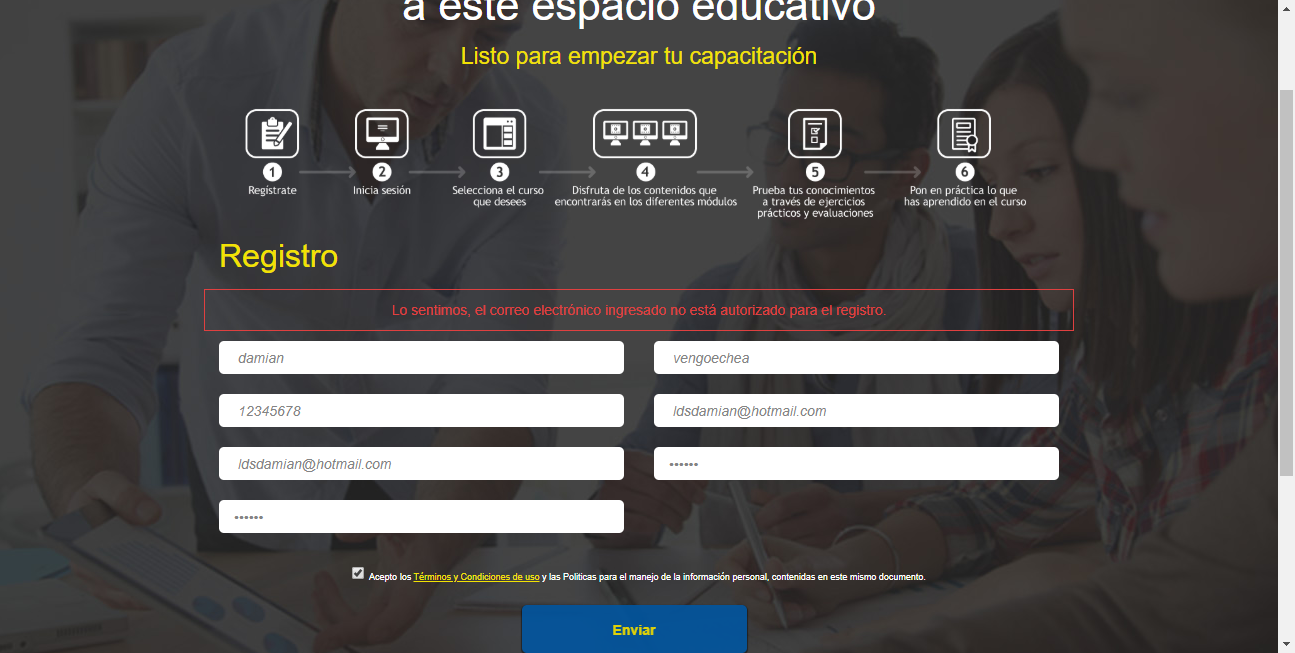 a este espacio educativo
Listo para empezar tu capacitación
1
2
3
4
5
6
Regístrate
Inicia sesión
Selecciona el curso
que desees
Disfruta de los contenidos que
encontrarás en los diferentes módulos
Prueba tus conocimientos
a través de ejercicios
prácticos y evaluaciones
Pon en práctica lo que
has aprendido en el curso
Registro
Lo sentimos, el correo electrónico ingresado no está autorizado para el registro.
damian
vengoechea
12345678
ldsdamian@hotmail.com
ldsdamian@hotmail.com
••••••
••••••
Acepto los Términos y Condiciones de uso y las Politicas para el manejo de la información personal, contenidas en este mismo documento.
Enviar